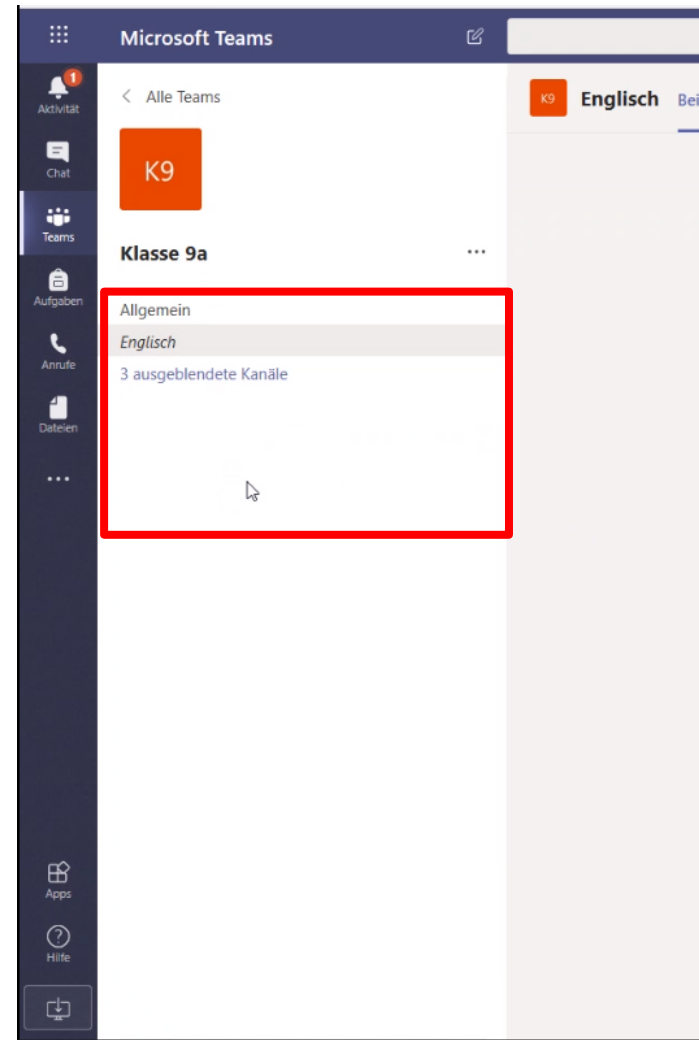 Microsoft Teams
1
Aktivität
Chat
Teams
Aufgaben
Anrufe
Dateien
Apps
Hilfe
Alle Teams
K9
Klasse 9a
Allgemein
Englisch
3 ausgeblendete Kanäle
K9 Englisch Bei